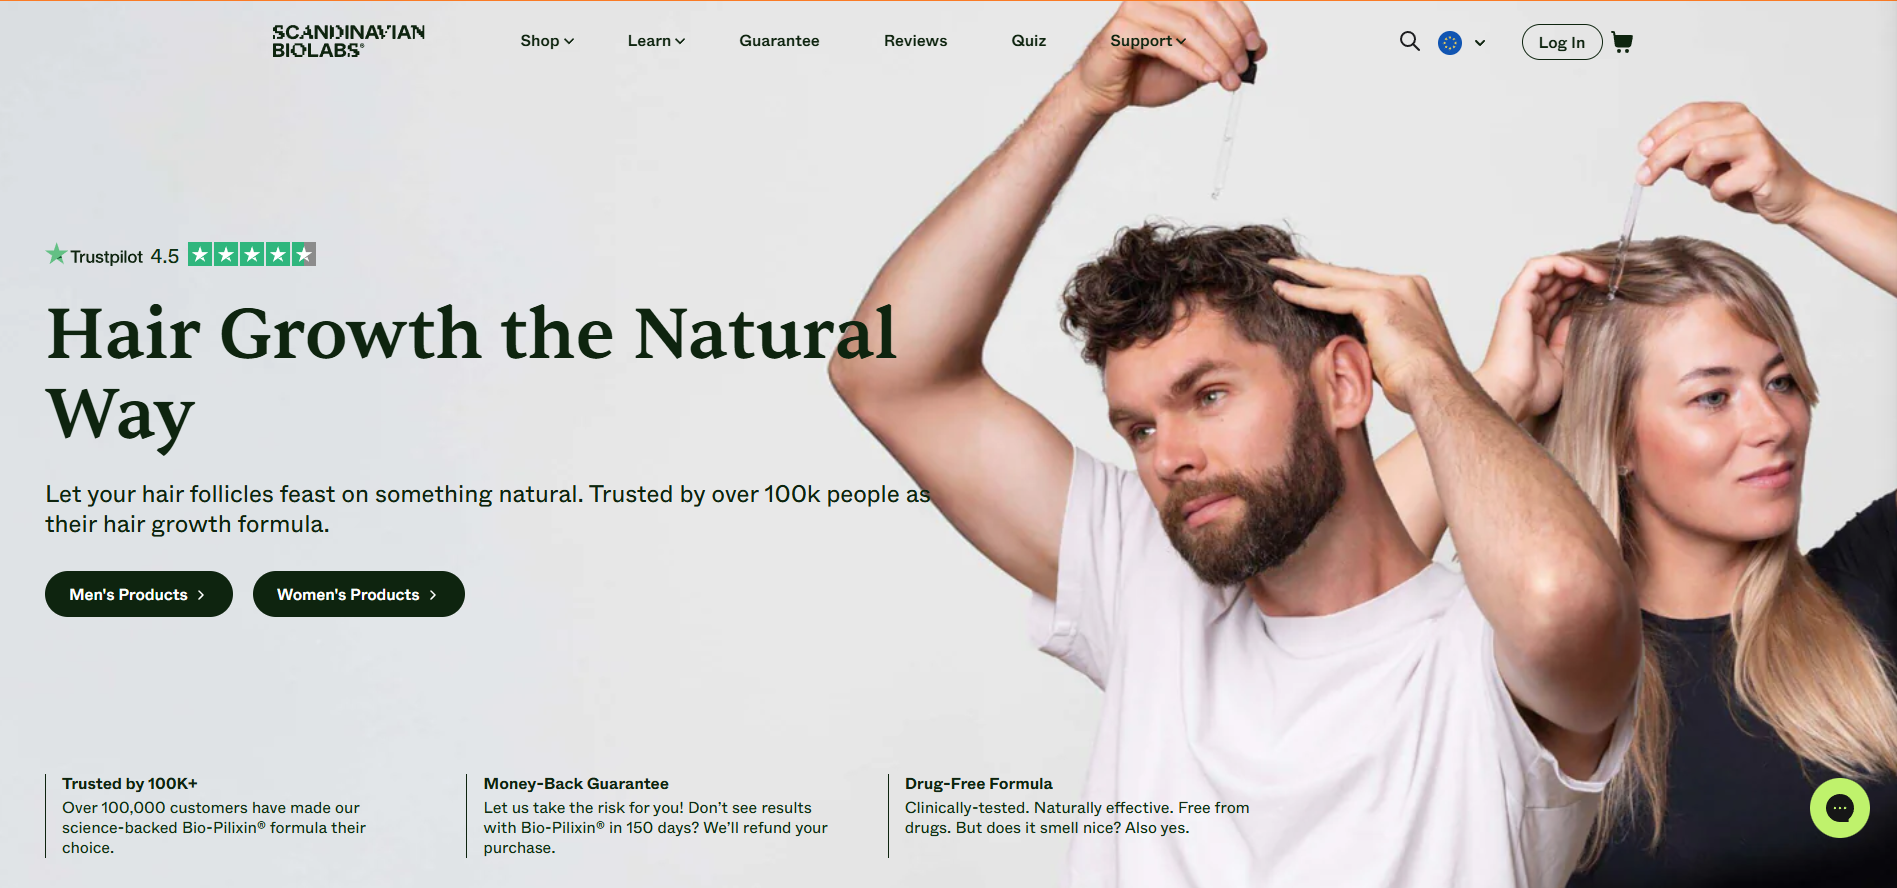 SCANDINAVIAN
BIOLABS®
Shop
Learn
Guarantee
Reviews
Quiz
Support
Log In
Trustpilot 4.5
Hair Growth the Natural
Way
Let your hair follicles feast on something natural. Trusted by over 100k people as
their hair growth formula.
Men's Products
Women's Products
Trusted by 100K+
Over 100,000 customers have made our
science-backed Bio-Pilixin® formula their
choice.
Money-Back Guarantee
Let us take the risk for you! Don’t see results
with Bio-Pilixin® in 150 days? We’ll refund your
purchase.
Drug-Free Formula
Clinically-tested. Naturally effective. Free from
drugs. But does it smell nice? Also yes.